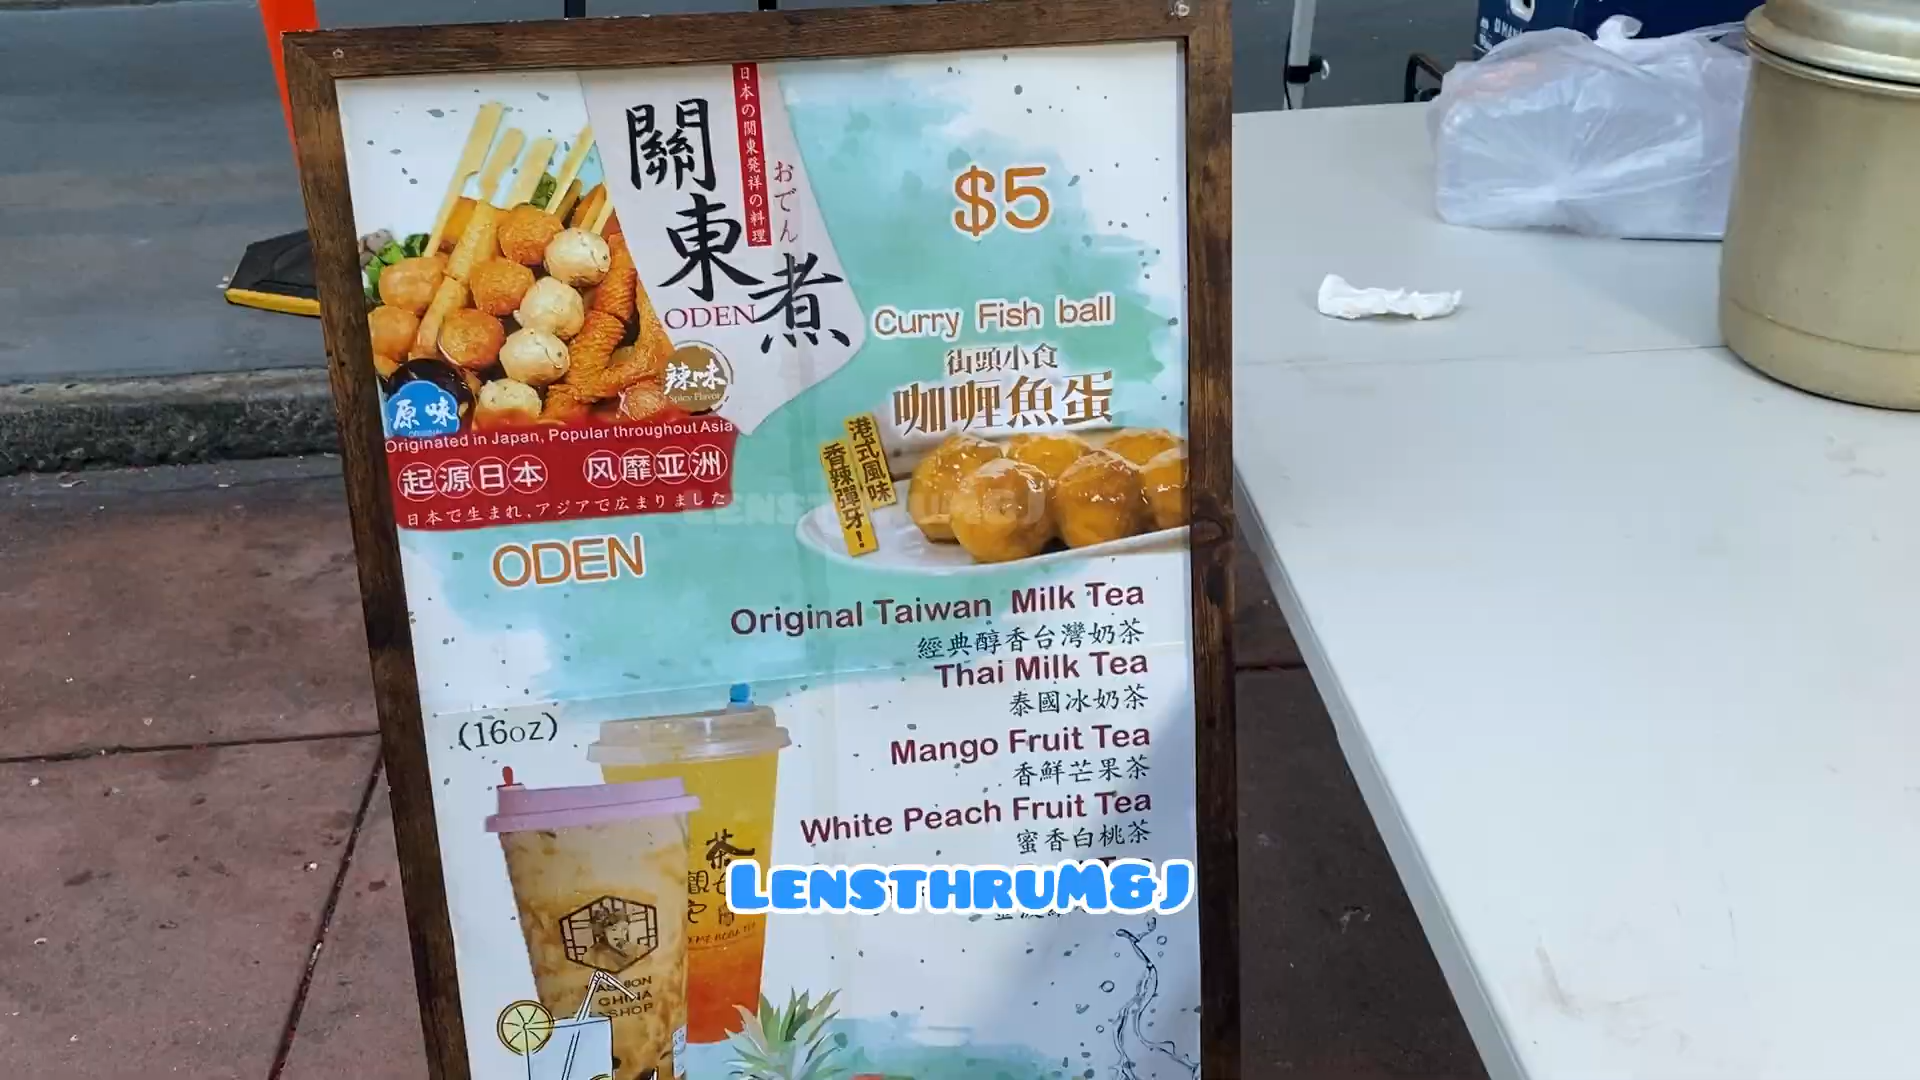 日本の関東発祥の料理
關東煮
おでん
ODEN
$5
Curry Fish ball
街頭小食
咖喱魚蛋
港式風味
香辣彈牙!
辣味
Spicy Flavor
原味
Originated in Japan, Popular throughout Asia
起源日本 风靡亚洲
日本で生まれ,アジアで広まりました
LENSTHRUM&J
ODEN
Original Taiwan Milk Tea
經典醇香台灣奶茶
Thai Milk Tea
泰國冰奶茶
(16oz)
Mango Fruit Tea
香鮮芒果茶
White Peach Fruit Tea
蜜香白桃茶
茶
LENSTHRUM&J
CHINA